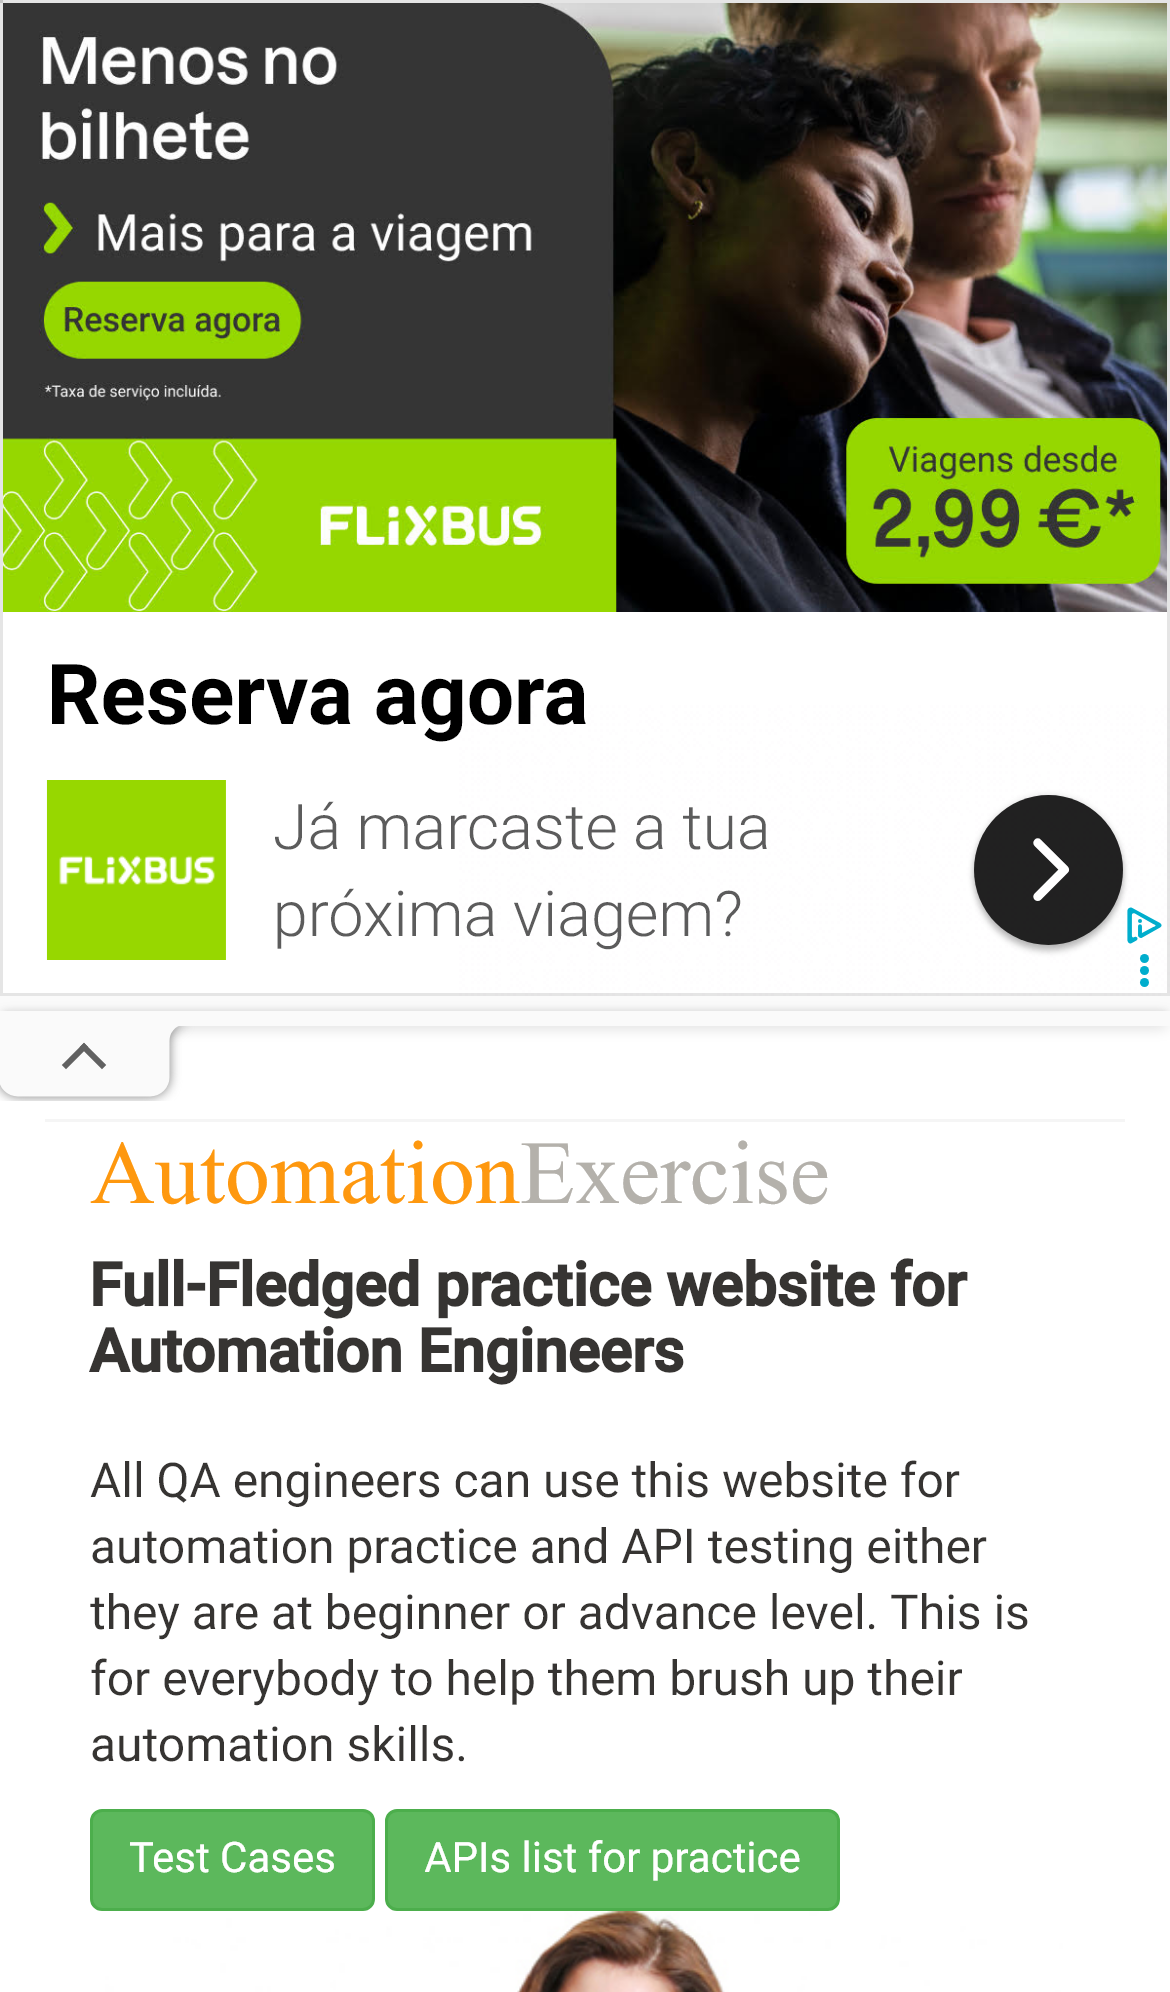 Menos no
bilhete
Mais para a viagem
Reserva agora
*Taxa de serviço incluída.
FLiXBUS
Viagens desde
2,99 €*
Reserva agora
FLiXBUS
Já marcaste a tua
próxima viagem?
AutomationExercise
Full-Fledged practice website for
Automation Engineers
All QA engineers can use this website for
automation practice and API testing either
they are at beginner or advance level. This is
for everybody to help them brush up their
automation skills.
Test Cases
APIs list for practice